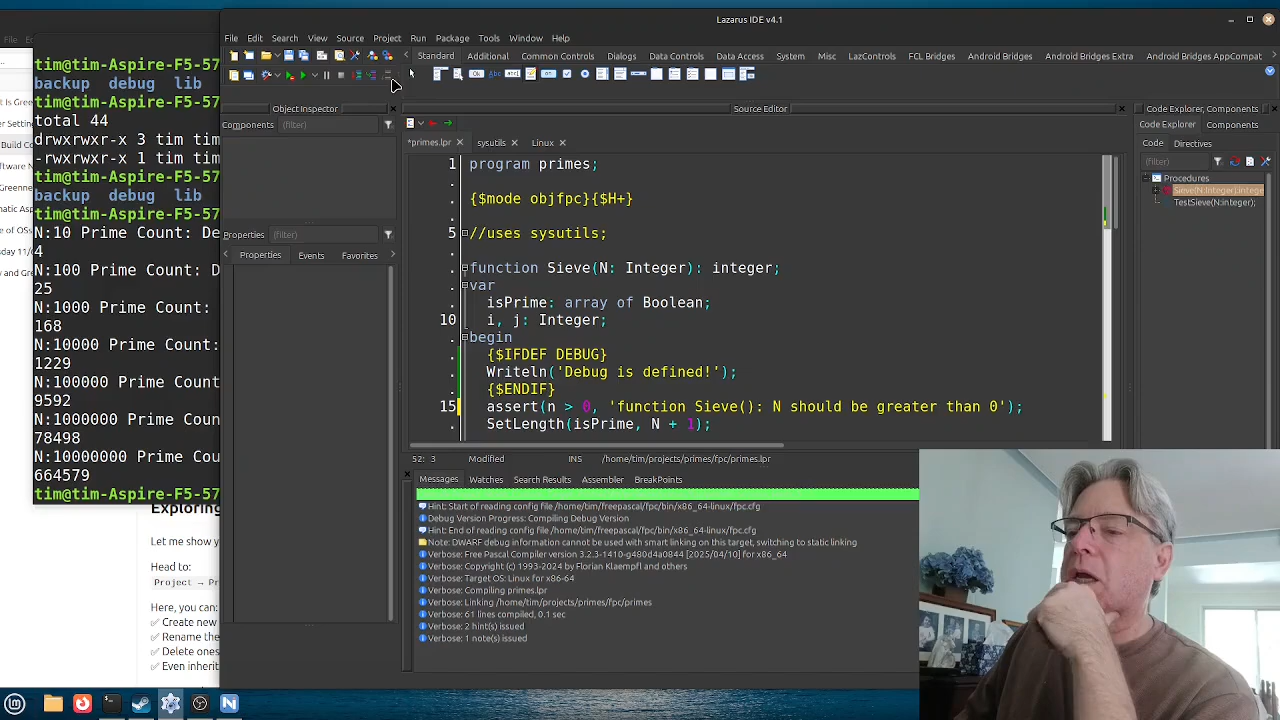 Lazarus IDE v4.1
File Edit Search View Source Project Run Package Tools Window Help
Standard Additional Common Controls Dialogs Data Controls Data Access System Misc LazControls FCL Bridges Android Bridges Android Bridges Extra Android Bridges AppCompat
Object Inspector
Source Editor
Code Explorer, Components
Components (filter)
Code Explorer Components
Code Directives
(filter)
Procedures
Sieve(N:Integer):intege
TestSieve(N:integer);
Properties (filter)
Properties Events Favorites
*primes.lpr sysutils Linux
1 program primes;
.
. {$mode objfpc}{$H+}
.
5 //uses sysutils;
.
. function Sieve(N: Integer): integer;
. var
. isPrime: array of Boolean;
10 i, j: Integer;
. begin
. {$IFDEF DEBUG}
. Writeln('Debug is defined!');
. {$ENDIF}
15 assert(n > 0, 'function Sieve(): N should be greater than 0');
. SetLength(isPrime, N + 1);
52: 3 Modified INS /home/tim/projects/primes/fpc/primes.lpr
Messages Watches Search Results Assembler BreakPoints
Hint: Start of reading config file /home/tim/freepascal/fpc/bin/x86_64-linux/fpc.cfg
Debug Version Progress: Compiling Debug Version
Hint: End of reading config file /home/tim/freepascal/fpc/bin/x86_64-linux/fpc.cfg
Note: DWARF debug information cannot be used with smart linking on this target, switching to static linking
Verbose: Free Pascal Compiler version 3.2.3-1410-g480d4a0844 [2025/04/10] for x86_64
Verbose: Copyright (c) 1993-2024 by Florian Klaempfl and others
Verbose: Target OS: Linux for x86-64
Verbose: Compiling primes.lpr
Verbose: Linking /home/tim/projects/primes/fpc/primes
Verbose: 61 lines compiled, 0.1 sec
Verbose: 2 hint(s) issued
Verbose: 1 note(s) issued
tim@tim-Aspire-F5-57
backup debug lib
tim@tim-Aspire-F5-57
total 44
drwxrwxr-x 3 tim tim
-rwxrwxr-x 1 tim tim
tim@tim-Aspire-F5-57
backup debug lib
tim@tim-Aspire-F5-57
N:10 Prime Count: De
4
N:100 Prime Count: D
25
N:1000 Prime Count:
168
N:10000 Prime Count:
1229
N:100000 Prime Count
9592
N:1000000 Prime Coun
78498
N:10000000 Prime Cou
664579
tim@tim-Aspire-F5-57
Exploring
Let me show y
Head to:
Project → Pr
Here, you can:
Create new
Rename the
Delete ones
Even inherit